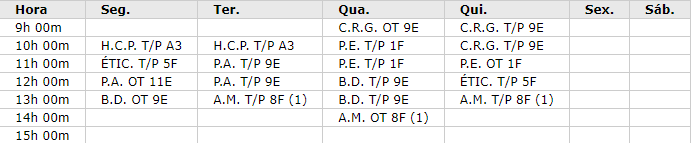 Hora Seg. Ter. Qua. Qui. Sex. Sáb.
9h 00m C.R.G. OT 9E C.R.G. T/P 9E
10h 00m H.C.P. T/P A3 H.C.P. T/P A3 P.E. T/P 1F C.R.G. T/P 9E
11h 00m ÉTIC. T/P 5F P.A. T/P 9E P.E. T/P 1F P.E. OT 1F
12h 00m P.A. OT 11E P.A. T/P 9E B.D. T/P 9E ÉTIC. T/P 5F
13h 00m B.D. OT 9E A.M. T/P 8F (1) B.D. T/P 9E A.M. T/P 8F (1)
14h 00m A.M. OT 8F (1)
15h 00m